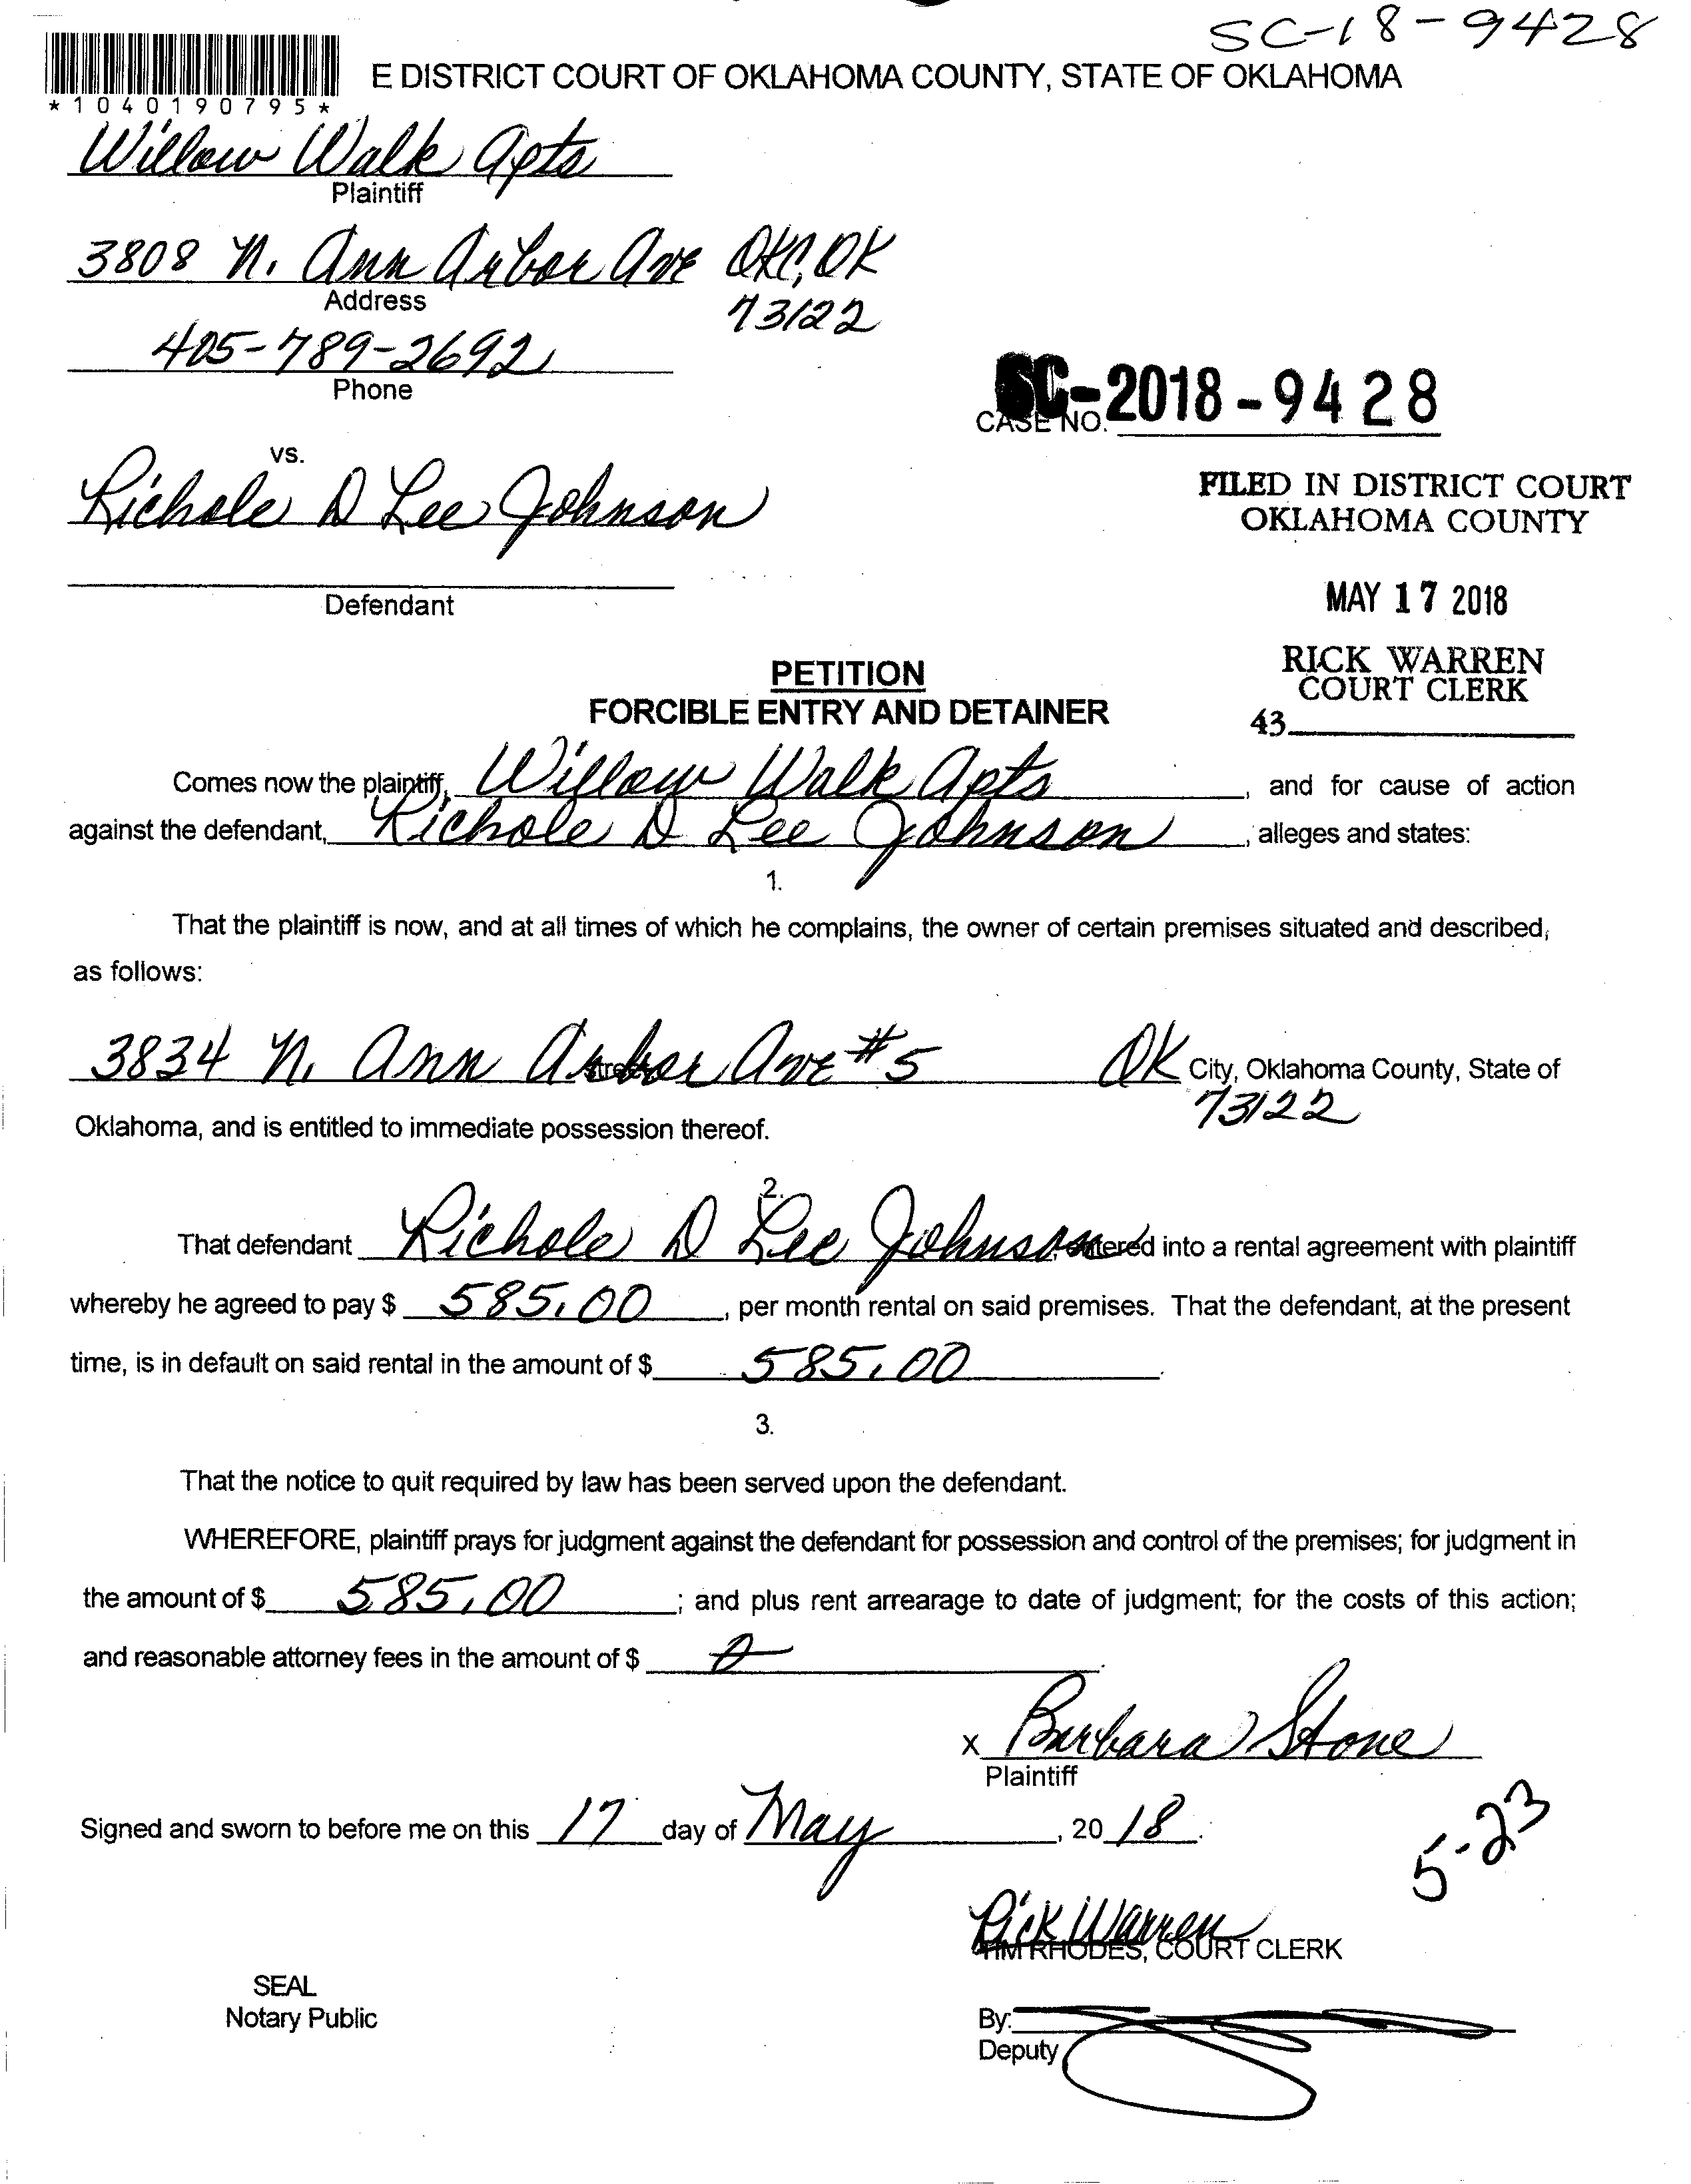 SC-18-9428
*1040190795*
E DISTRICT COURT OF OKLAHOMA COUNTY, STATE OF OKLAHOMA
Willow Walk Apts
Plaintiff
3808 N. Ann Arbor Ave OKC, OK
73122
Address
405-789-2692
Phone
SC-2018-9428
CASE NO.
vs.
Richole D Lee Johnson
Defendant
FILED IN DISTRICT COURT
OKLAHOMA COUNTY
MAY 17 2018
RICK WARREN
COURT CLERK
43
PETITION
FORCIBLE ENTRY AND DETAINER
Comes now the plaintiff, Willow Walk Apts, and for cause of action
against the defendant, Richole D Lee Johnson, alleges and states:
1.
That the plaintiff is now, and at all times of which he complains, the owner of certain premises situated and described,
as follows:
3834 N. Ann Arbor Ave #5 OK City, Oklahoma County, State of
Street
73122
Oklahoma, and is entitled to immediate possession thereof.
2.
That defendant Richole D Lee Johnson, entered into a rental agreement with plaintiff
whereby he agreed to pay $ 585.00, per month rental on said premises. That the defendant, at the present
time, is in default on said rental in the amount of $ 585.00.
3.
That the notice to quit required by law has been served upon the defendant.
WHEREFORE, plaintiff prays for judgment against the defendant for possession and control of the premises; for judgment in
the amount of $ 585.00; and plus rent arrearage to date of judgment; for the costs of this action;
and reasonable attorney fees in the amount of $ 0.
x Barbara Stone
Plaintiff
Signed and sworn to before me on this 17 day of May, 2018.
5-23
Rick Warren
TIM RHODES, COURT CLERK
SEAL
Notary Public
By:
Deputy